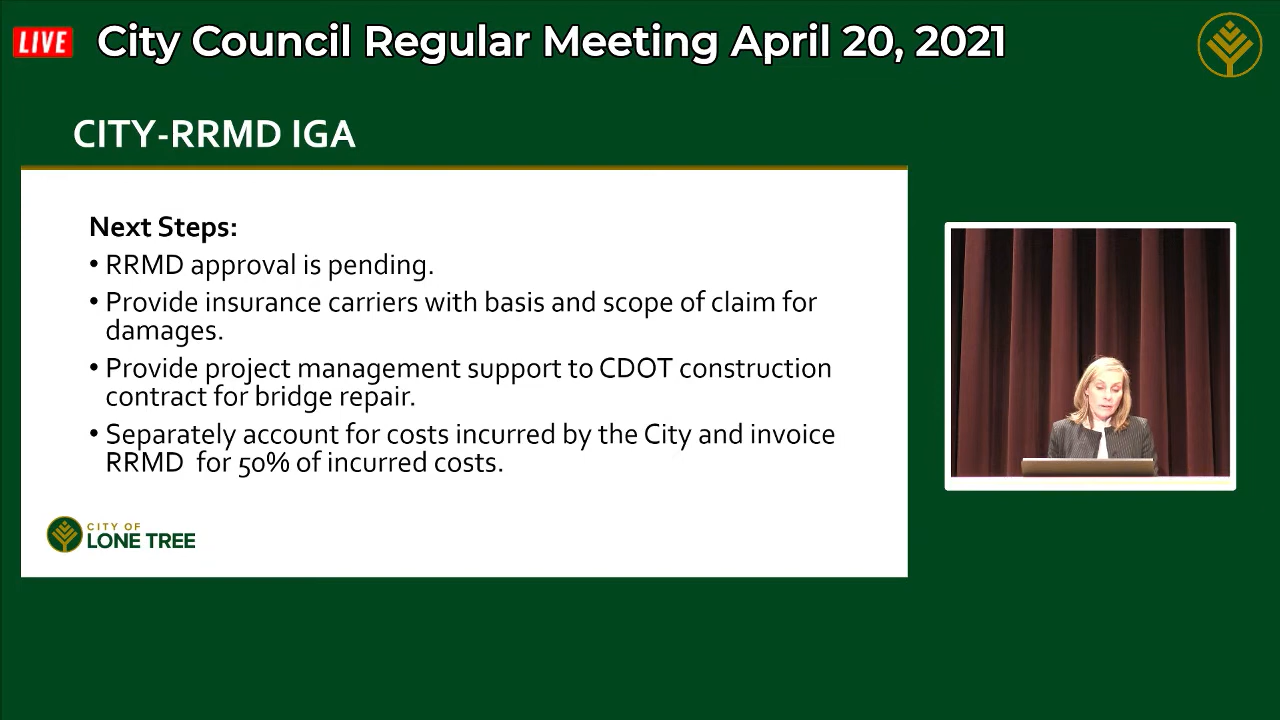 LIVE City Council Regular Meeting April 20, 2021
CITY-RRMD IGA
Next Steps:
• RRMD approval is pending.
• Provide insurance carriers with basis and scope of claim for
damages.
• Provide project management support to CDOT construction
contract for bridge repair.
• Separately account for costs incurred by the City and invoice
RRMD  for 50% of incurred costs.
CITY OF
LONE TREE